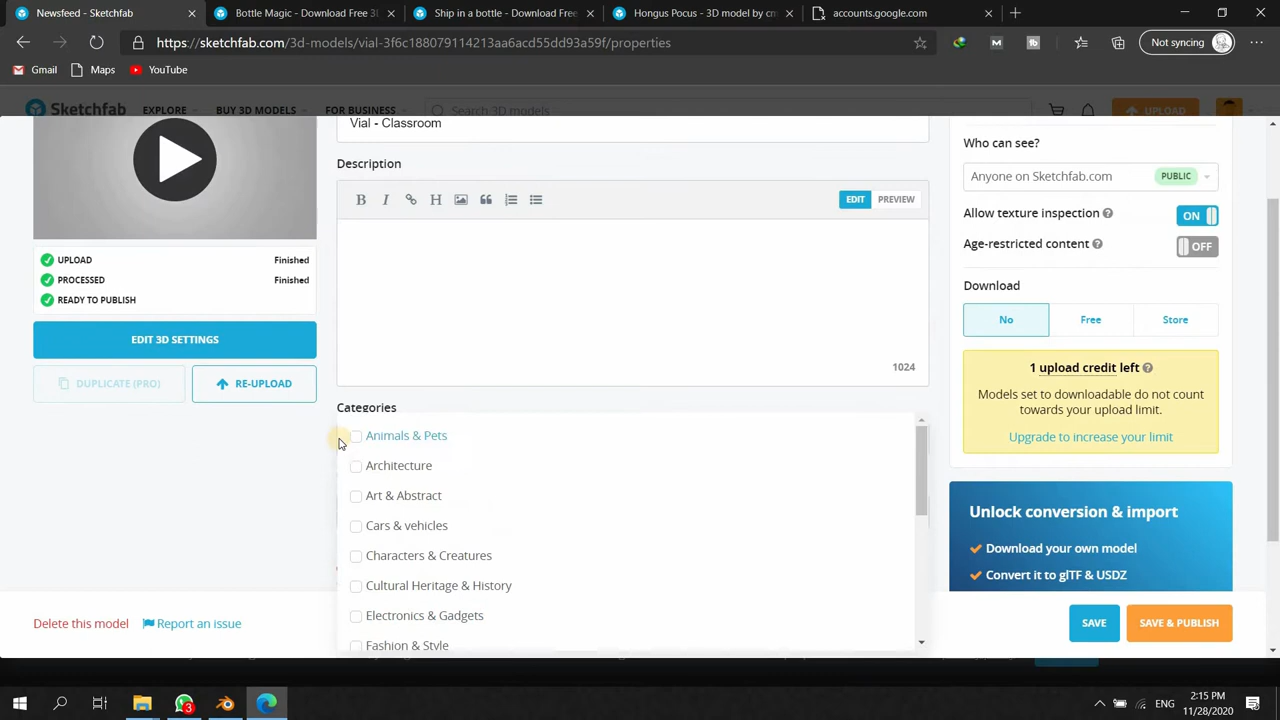 Newsfeed - Sketchfab
Bottle Magic - Download Free 3
Ship in a bottle - Download Free
Hongus Pocus - 3D model by cm
accounts.google.com
https://sketchfab.com/3d-models/vial-3f6c188079114213aa6acd55dd93a59f/properties
Not syncing
Gmail
Maps
YouTube
Sketchfab
EXPLORE
BUY 3D MODELS
FOR BUSINESS
Search 3D models
UPLOAD
Vial - Classroom
Description
EDIT
PREVIEW
1024
UPLOAD Finished
PROCESSED Finished
READY TO PUBLISH
EDIT 3D SETTINGS
DUPLICATE (PRO)
RE-UPLOAD
Categories
Animals & Pets
Architecture
Art & Abstract
Cars & vehicles
Characters & Creatures
Cultural Heritage & History
Electronics & Gadgets
Fashion & Style
Who can see?
Anyone on Sketchfab.com PUBLIC
Allow texture inspection ? ON
Age-restricted content ? OFF
Download
No
Free
Store
1 upload credit left ?
Models set to downloadable do not count
towards your upload limit.
Upgrade to increase your limit
Unlock conversion & import
Download your own model
Convert it to glTF & USDZ
Delete this model
Report an issue
SAVE
SAVE & PUBLISH
3
ENG
2:15 PM
11/28/2020